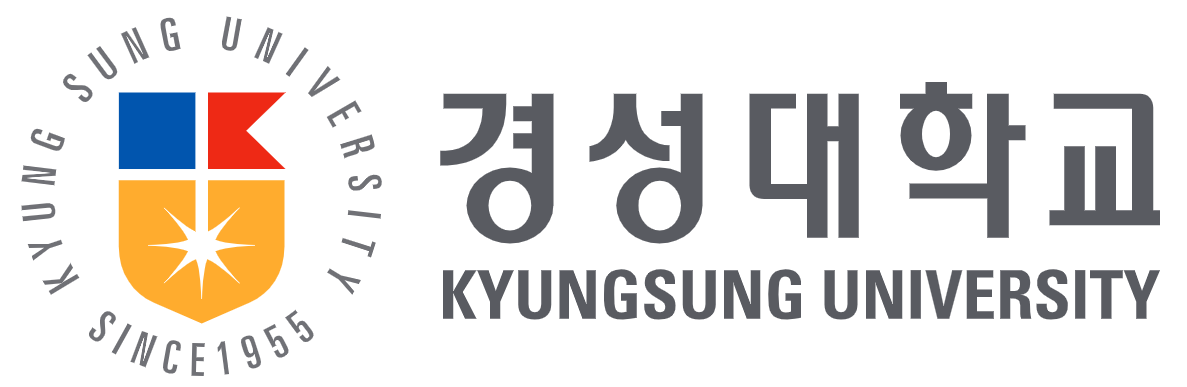 KYUNG SUNG UNIVERSITY
SINCE1955
경성대학교
KYUNGSUNG UNIVERSITY